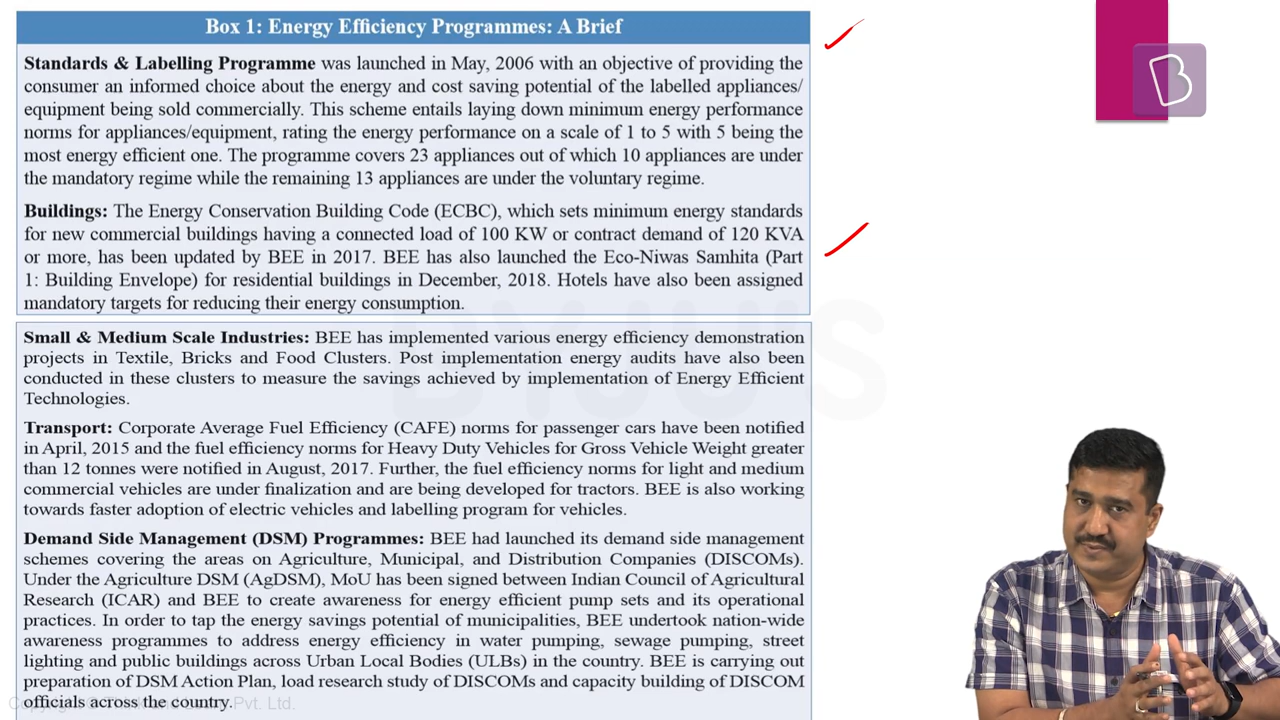 Box 1: Energy Efficiency Programmes: A Brief
Standards & Labelling Programme was launched in May, 2006 with an objective of providing the
consumer an informed choice about the energy and cost saving potential of the labelled appliances/
equipment being sold commercially. This scheme entails laying down minimum energy performance
norms for appliances/equipment, rating the energy performance on a scale of 1 to 5 with 5 being the
most energy efficient one. The programme covers 23 appliances out of which 10 appliances are under
the mandatory regime while the remaining 13 appliances are under the voluntary regime.
Buildings: The Energy Conservation Building Code (ECBC), which sets minimum energy standards
for new commercial buildings having a connected load of 100 KW or contract demand of 120 KVA
or more, has been updated by BEE in 2017. BEE has also launched the Eco-Niwas Samhita (Part
1: Building Envelope) for residential buildings in December, 2018. Hotels have also been assigned
mandatory targets for reducing their energy consumption.
BYJU'S
Small & Medium Scale Industries: BEE has implemented various energy efficiency demonstration
projects in Textile, Bricks and Food Clusters. Post implementation energy audits have also been
conducted in these clusters to measure the savings achieved by implementation of Energy Efficient
Technologies.
Transport: Corporate Average Fuel Efficiency (CAFE) norms for passenger cars have been notified
in April, 2015 and the fuel efficiency norms for Heavy Duty Vehicles for Gross Vehicle Weight greater
than 12 tonnes were notified in August, 2017. Further, the fuel efficiency norms for light and medium
commercial vehicles are under finalization and are being developed for tractors. BEE is also working
towards faster adoption of electric vehicles and labelling program for vehicles.
Demand Side Management (DSM) Programmes: BEE had launched its demand side management
schemes covering the areas on Agriculture, Municipal, and Distribution Companies (DISCOMs).
Under the Agriculture DSM (AgDSM), MoU has been signed between Indian Council of Agricultural
Research (ICAR) and BEE to create awareness for energy efficient pump sets and its operational
practices. In order to tap the energy savings potential of municipalities, BEE undertook nation-wide
awareness programmes to address energy efficiency in water pumping, sewage pumping, street
lighting and public buildings across Urban Local Bodies (ULBs) in the country. BEE is carrying out
preparation of DSM Action Plan, load research study of DISCOMs and capacity building of DISCOM
officials across the country.
Pvt. Ltd.